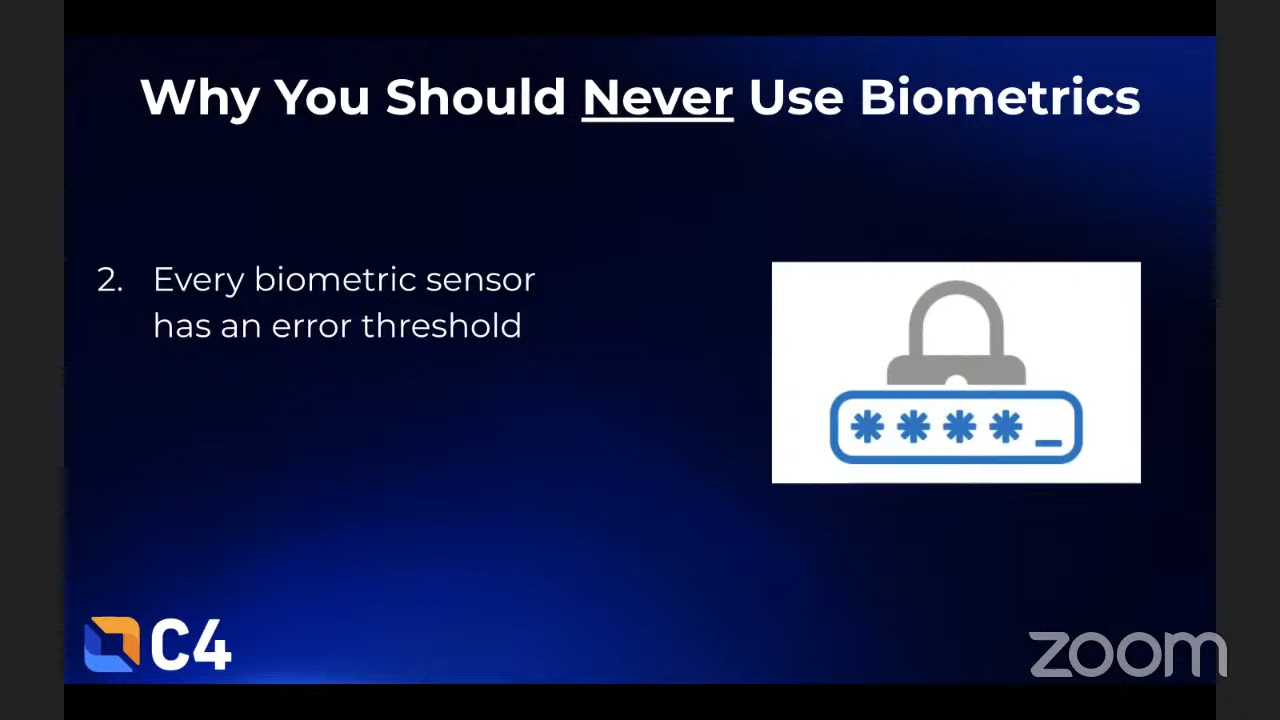 Why You Should Never Use Biometrics
2. Every biometric sensor
has an error threshold
****_
C4
zoom